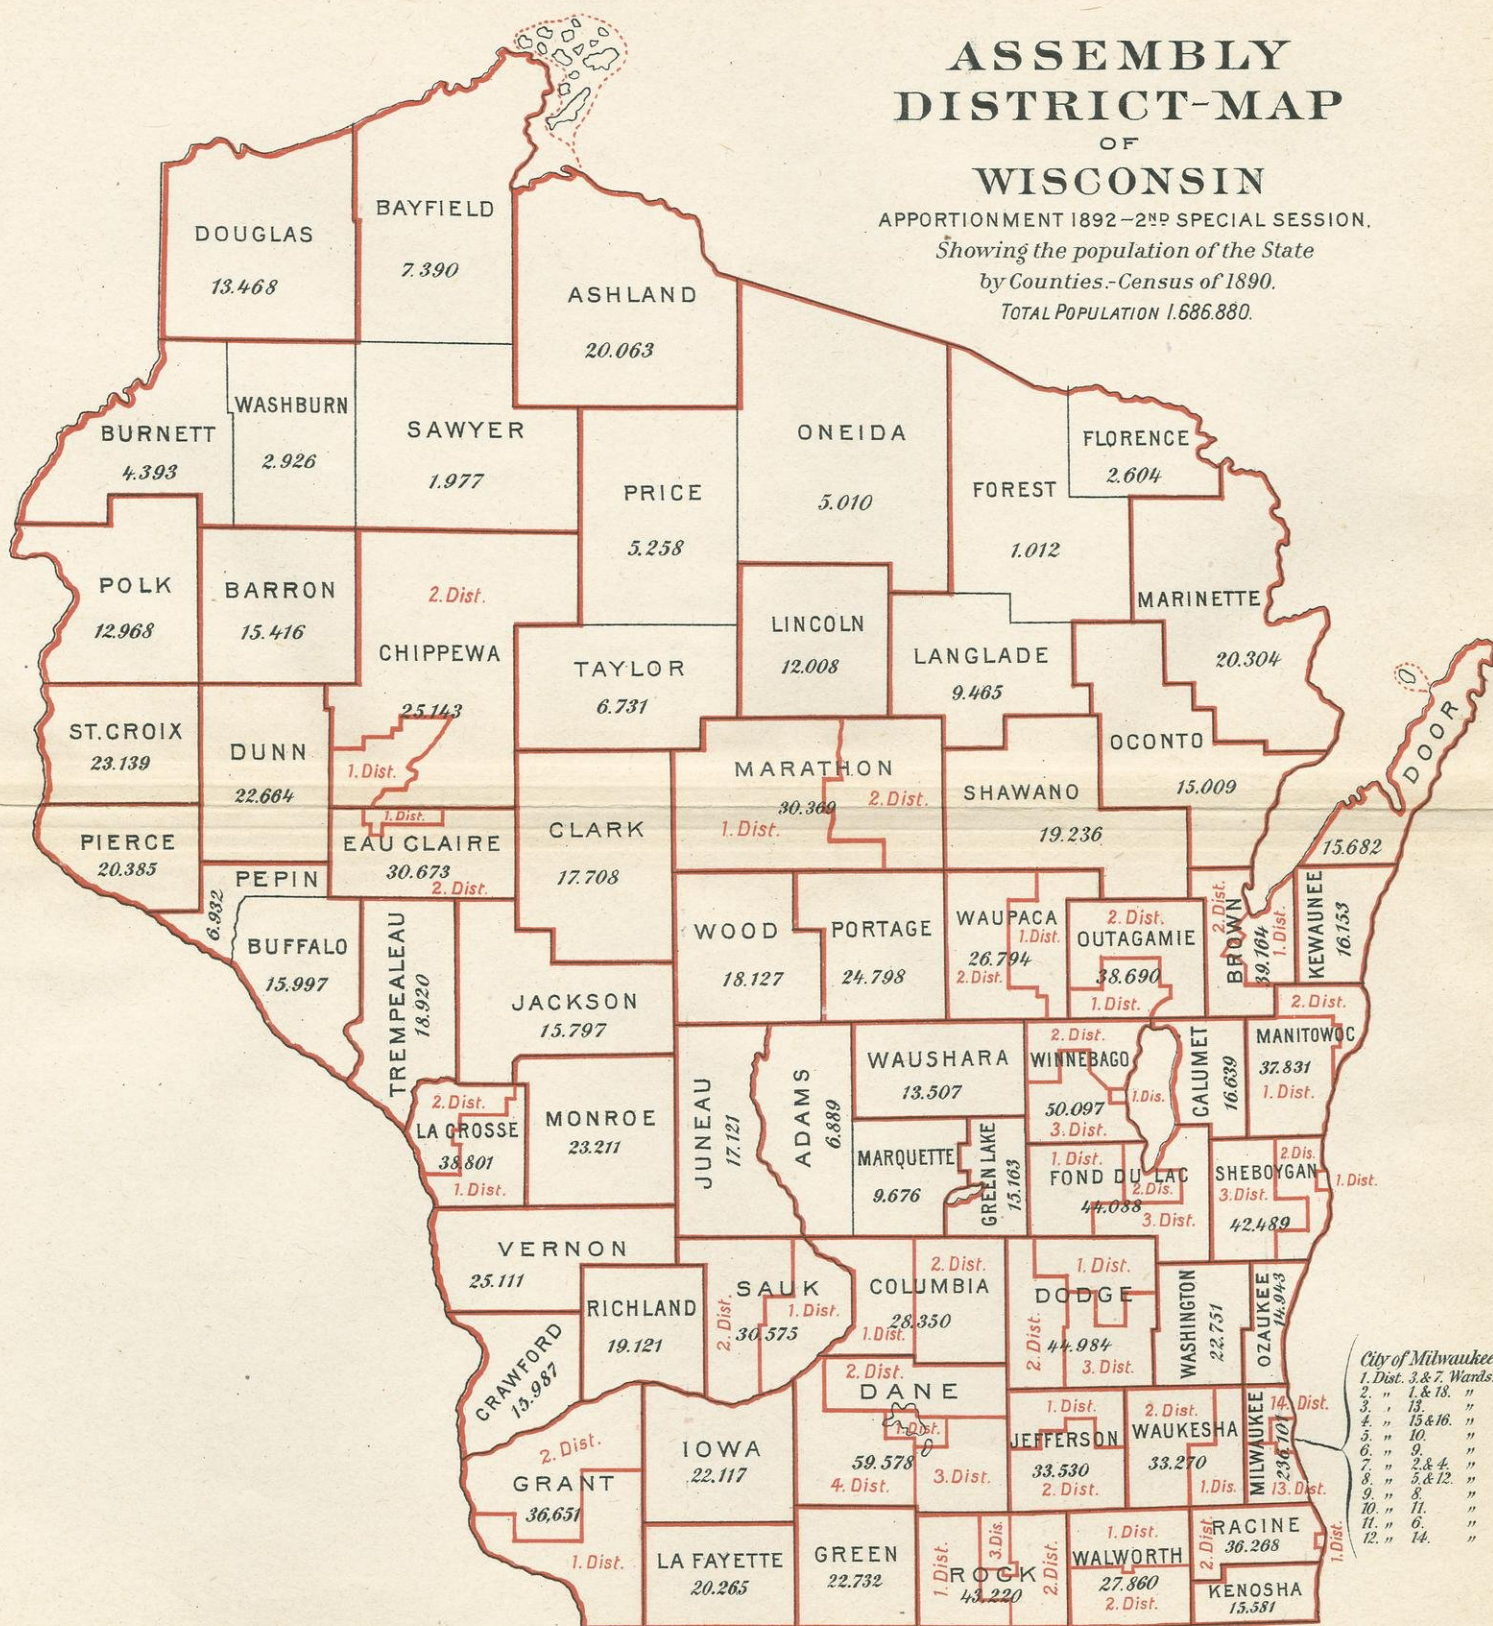 ASSEMBLY
DISTRICT-MAP
OF
WISCONSIN
APPORTIONMENT 1892–2ND SPECIAL SESSION.
Showing the population of the State
by Counties.-Census of 1890.
TOTAL POPULATION 1.686.880.
DOUGLAS
13.468
BAYFIELD
7.390
ASHLAND
20.063
BURNETT
4.393
WASHBURN
2.926
SAWYER
1.977
PRICE
5.258
ONEIDA
5.010
FOREST
1.012
FLORENCE
2.604
POLK
12.968
BARRON
15.416
2. Dist.
CHIPPEWA
25.143
1. Dist.
TAYLOR
6.731
LINCOLN
12.008
LANGLADE
9.465
MARINETTE
20.304
ST. CROIX
23.139
DUNN
22.664
OCONTO
15.009
DOOR
15.682
PIERCE
20.385
1. Dist.
EAU CLAIRE
30.673
2. Dist.
CLARK
17.708
MARATHON
30.369
2. Dist.
1. Dist.
SHAWANO
19.236
PEPIN
6.932
BUFFALO
15.997
TREMPEALEAU
18.920
JACKSON
15.797
WOOD
18.127
PORTAGE
24.798
WAUPACA
1. Dist.
26.794
2. Dist.
2. Dist.
OUTAGAMIE
38.690
1. Dist.
2. Dist.
BROWN
39.164
1. Dist.
KEWAUNEE
16.153
2. Dist.
LA CROSSE
38.801
1. Dist.
MONROE
23.211
JUNEAU
17.121
ADAMS
6.889
WAUSHARA
13.507
2. Dist.
WINNEBAGO
1. Dis.
50.097
3. Dist.
CALUMET
16.639
2. Dist.
MANITOWOC
37.831
1. Dist.
MARQUETTE
9.676
GREEN LAKE
15.163
1. Dist.
FOND DU LAC
2. Dis.
44.088
3. Dist.
2. Dis.
SHEBOYGAN
1. Dist.
3. Dist.
42.489
VERNON
25.111
RICHLAND
19.121
SAUK
2. Dist.
1. Dist.
30.575
2. Dist.
COLUMBIA
28.350
1. Dist.
1. Dist.
DODGE
2. Dist.
44.984
3. Dist.
WASHINGTON
22.751
OZAUKEE
14.943
CRAWFORD
15.987
2. Dist.
GRANT
36,651
1. Dist.
IOWA
22.117
2. Dist.
DANE
1. Dist.
59.578
4. Dist.
3. Dist.
1. Dist.
JEFFERSON
33.530
2. Dist.
2. Dist.
WAUKESHA
33.270
1. Dis.
14. Dist.
MILWAUKEE
236.101
13. Dist.
City of Milwaukee
1. Dist. 3. & 7. Wards.
2. „ 1. & 18. „
3. „ 13.
4. „ 15 & 16. „
5. „ 10. „
6. „ 9. „
7. „ 2. & 4. „
8. „ 5. & 12. „
9. „ 8. „
10. „ 11. „
11. „ 6. „
12. „ 14. „
LA FAYETTE
20.265
GREEN
22.732
1. Dist.
3. Dis.
2. Dist.
ROCK
43.220
1. Dist.
WALWORTH
27.860
2. Dist.
2. Dist.
RACINE
36.268
1. Dist.
KENOSHA
15.581